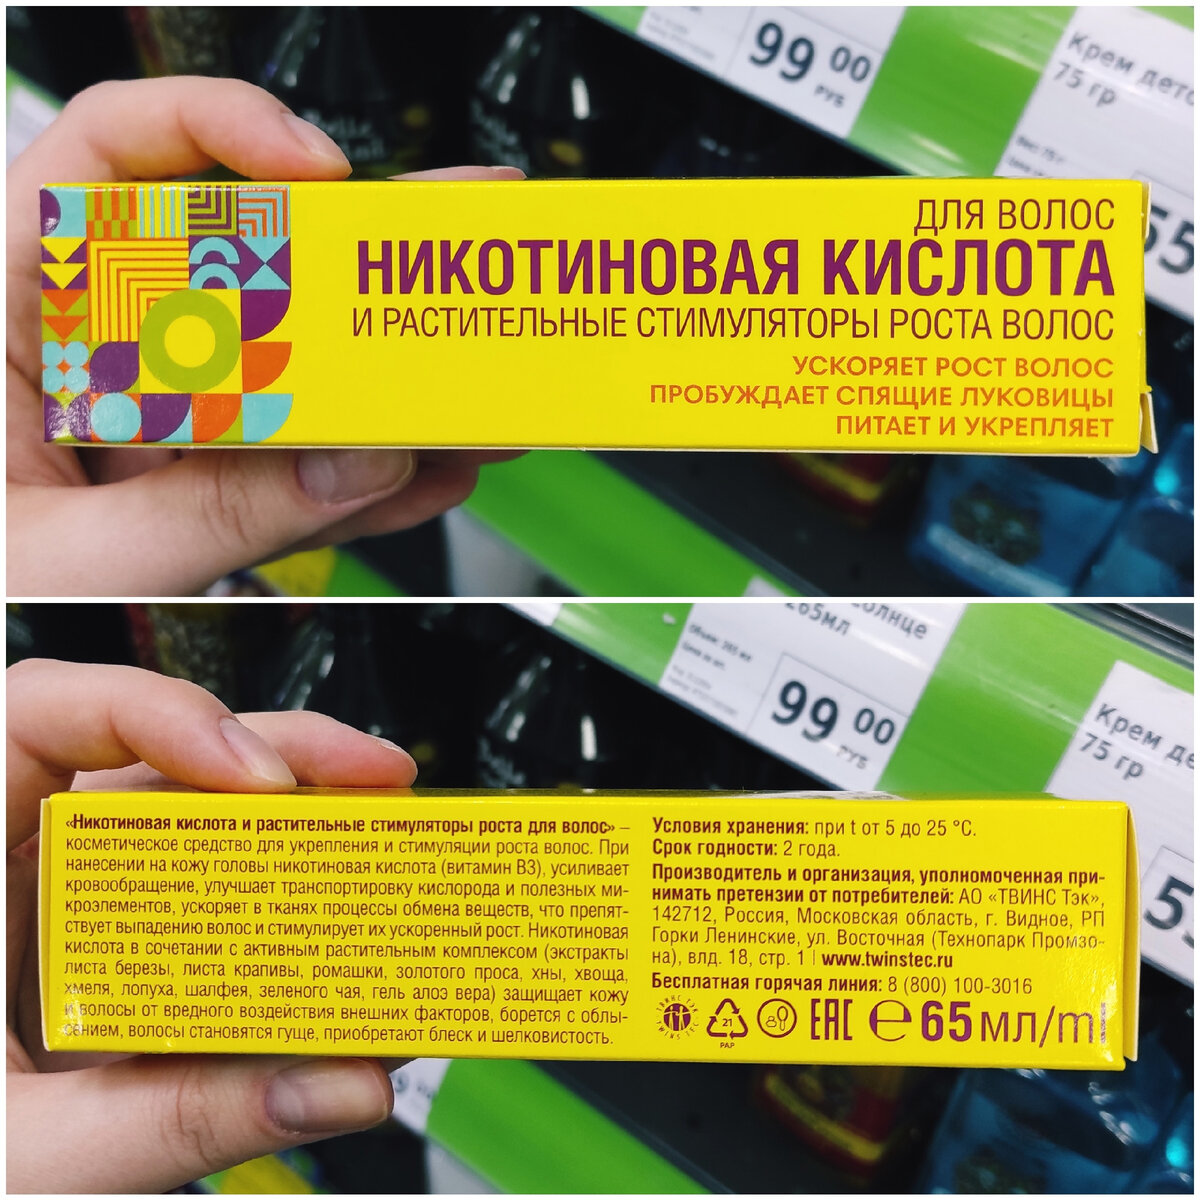 99 00
РУБ
Крем дет
75 гр
55
ДЛЯ ВОЛОС
НИКОТИНОВАЯ КИСЛОТА
И РАСТИТЕЛЬНЫЕ СТИМУЛЯТОРЫ РОСТА ВОЛОС
УСКОРЯЕТ РОСТ ВОЛОС
ПРОБУЖДАЕТ СПЯЩИЕ ЛУКОВИЦЫ
ПИТАЕТ И УКРЕПЛЯЕТ
265мл
99 00
РУБ
Крем де
75 гр
«Никотиновая кислота и растительные стимуляторы роста для волос» –
косметическое средство для укрепления и стимуляции роста волос. При
нанесении на кожу головы никотиновая кислота (витамин В3), усиливает
кровообращение, улучшает транспортировку кислорода и полезных ми-
кроэлементов, ускоряет в тканях процессы обмена веществ, что препят-
ствует выпадению волос и стимулирует их ускоренный рост. Никотиновая
кислота в сочетании с активным растительным комплексом (экстракты
листа березы, листа крапивы, ромашки, золотого проса, хны, хвоща,
хмеля, лопуха, шалфея, зеленого чая, гель алоэ вера) защищает кожу
и волосы от вредного воздействия внешних факторов, борется с облы-
сением, волосы становятся гуще, приобретают блеск и шелковистость.
Условия хранения: при t от 5 до 25 °С.
Срок годности: 2 года.
Производитель и организация, уполномоченная при-
нимать претензии от потребителей: АО «ТВИНС Тэк»,
142712, Россия, Московская область, г. Видное, РП
Горки Ленинские, ул. Восточная (Технопарк Промзо-
на), влд. 18, стр. 1 | www.twinstec.ru
Бесплатная горячая линия: 8 (800) 100-3016
21
PAP
ЕАС
℮ 65 мл/ml